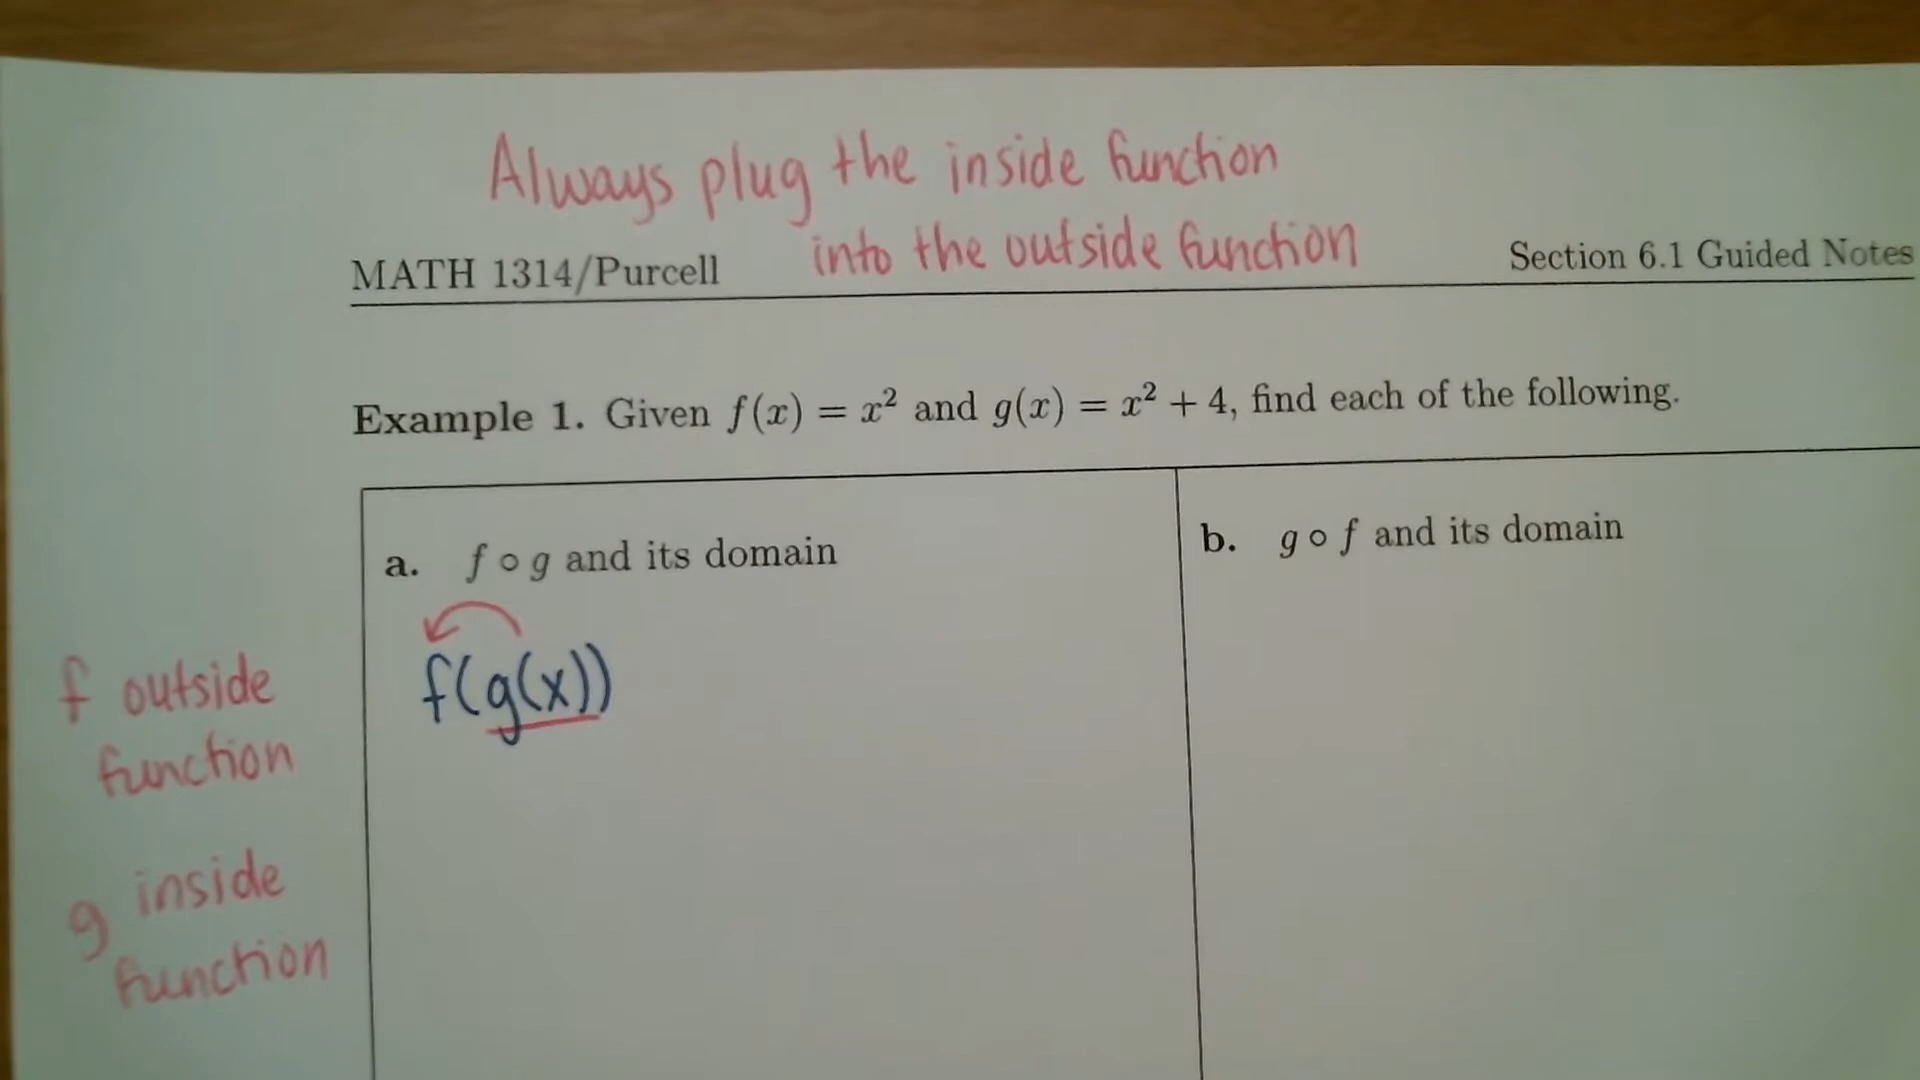 Always plug the inside function
into the outside function
MATH 1314/Purcell
Section 6.1 Guided Notes
Example 1. Given f(x) = x² and g(x) = x² + 4, find each of the following.
a. f ∘ g and its domain
b. g ∘ f and its domain
f(g(x))
f outside
function
g inside
function